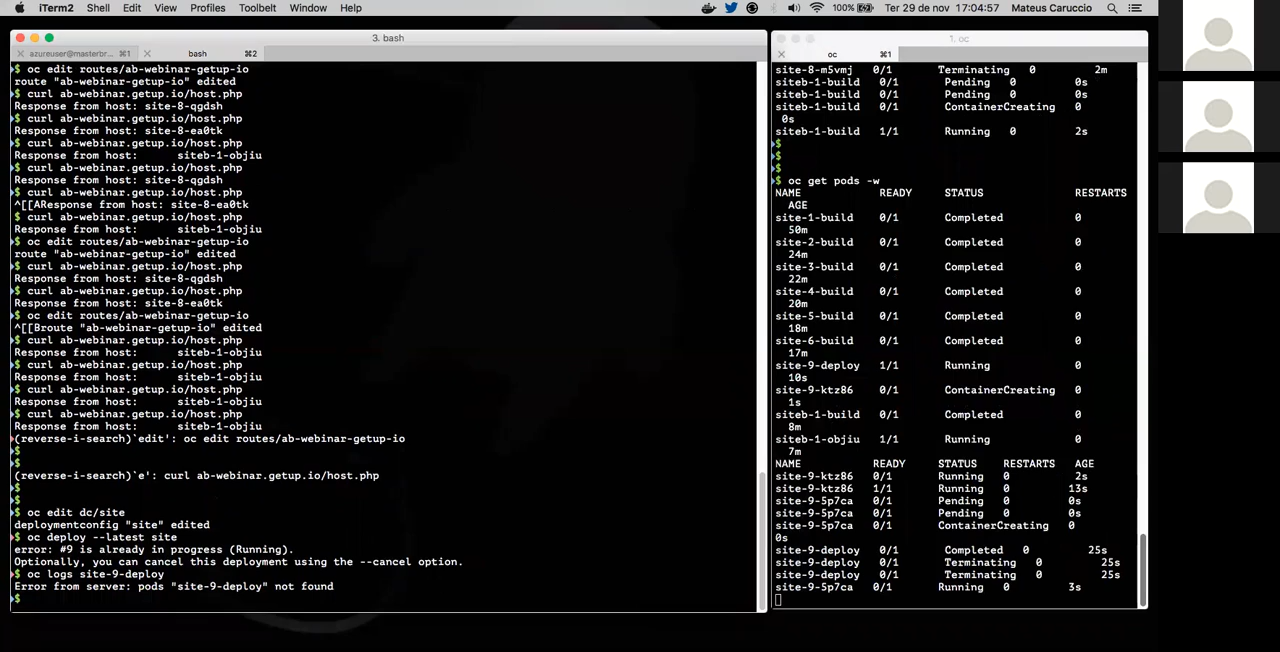 iTerm2 Shell Edit View Profiles Toolbelt Window Help 100% Ter 29 de nov 17:04:57 Mateus Caruccio
3. bash
azureuser@masterbr... ⌘1 bash ⌘2
$ oc edit routes/ab-webinar-getup-io
route "ab-webinar-getup-io" edited
$ curl ab-webinar.getup.io/host.php
Response from host: site-8-qgdsh
$ curl ab-webinar.getup.io/host.php
Response from host: site-8-ea0tk
$ curl ab-webinar.getup.io/host.php
Response from host: siteb-1-objiu
$ curl ab-webinar.getup.io/host.php
Response from host: site-8-qgdsh
$ curl ab-webinar.getup.io/host.php
^[[AResponse from host: site-8-ea0tk
$ curl ab-webinar.getup.io/host.php
Response from host: siteb-1-objiu
$ oc edit routes/ab-webinar-getup-io
route "ab-webinar-getup-io" edited
$ curl ab-webinar.getup.io/host.php
Response from host: site-8-qgdsh
$ curl ab-webinar.getup.io/host.php
Response from host: site-8-ea0tk
$ oc edit routes/ab-webinar-getup-io
^[[Broute "ab-webinar-getup-io" edited
$ curl ab-webinar.getup.io/host.php
Response from host: siteb-1-objiu
$ curl ab-webinar.getup.io/host.php
Response from host: siteb-1-objiu
$ curl ab-webinar.getup.io/host.php
Response from host: siteb-1-objiu
$ curl ab-webinar.getup.io/host.php
Response from host: siteb-1-objiu
(reverse-i-search)`edit': oc edit routes/ab-webinar-getup-io
$
$
(reverse-i-search)`e': curl ab-webinar.getup.io/host.php
$
$
$ oc edit dc/site
deploymentconfig "site" edited
$ oc deploy --latest site
error: #9 is already in progress (Running).
Optionally, you can cancel this deployment using the --cancel option.
$ oc logs site-9-deploy
Error from server: pods "site-9-deploy" not found
$
1. oc
oc ⌘1
site-8-m5vmj 0/1 Terminating 0 2m
siteb-1-build 0/1 Pending 0 0s
siteb-1-build 0/1 Pending 0 0s
siteb-1-build 0/1 ContainerCreating 0
0s
siteb-1-build 1/1 Running 0 2s
$
$
$
$ oc get pods -w
NAME READY STATUS RESTARTS
AGE
site-1-build 0/1 Completed 0
50m
site-2-build 0/1 Completed 0
24m
site-3-build 0/1 Completed 0
22m
site-4-build 0/1 Completed 0
20m
site-5-build 0/1 Completed 0
18m
site-6-build 0/1 Completed 0
17m
site-9-deploy 1/1 Running 0
10s
site-9-ktz86 0/1 ContainerCreating 0
1s
siteb-1-build 0/1 Completed 0
8m
siteb-1-objiu 1/1 Running 0
7m
NAME READY STATUS RESTARTS AGE
site-9-ktz86 0/1 Running 0 2s
site-9-ktz86 1/1 Running 0 13s
site-9-5p7ca 0/1 Pending 0 0s
site-9-5p7ca 0/1 Pending 0 0s
site-9-5p7ca 0/1 ContainerCreating 0
0s
site-9-deploy 0/1 Completed 0 25s
site-9-deploy 0/1 Terminating 0 25s
site-9-deploy 0/1 Terminating 0 25s
site-9-5p7ca 0/1 Running 0 3s